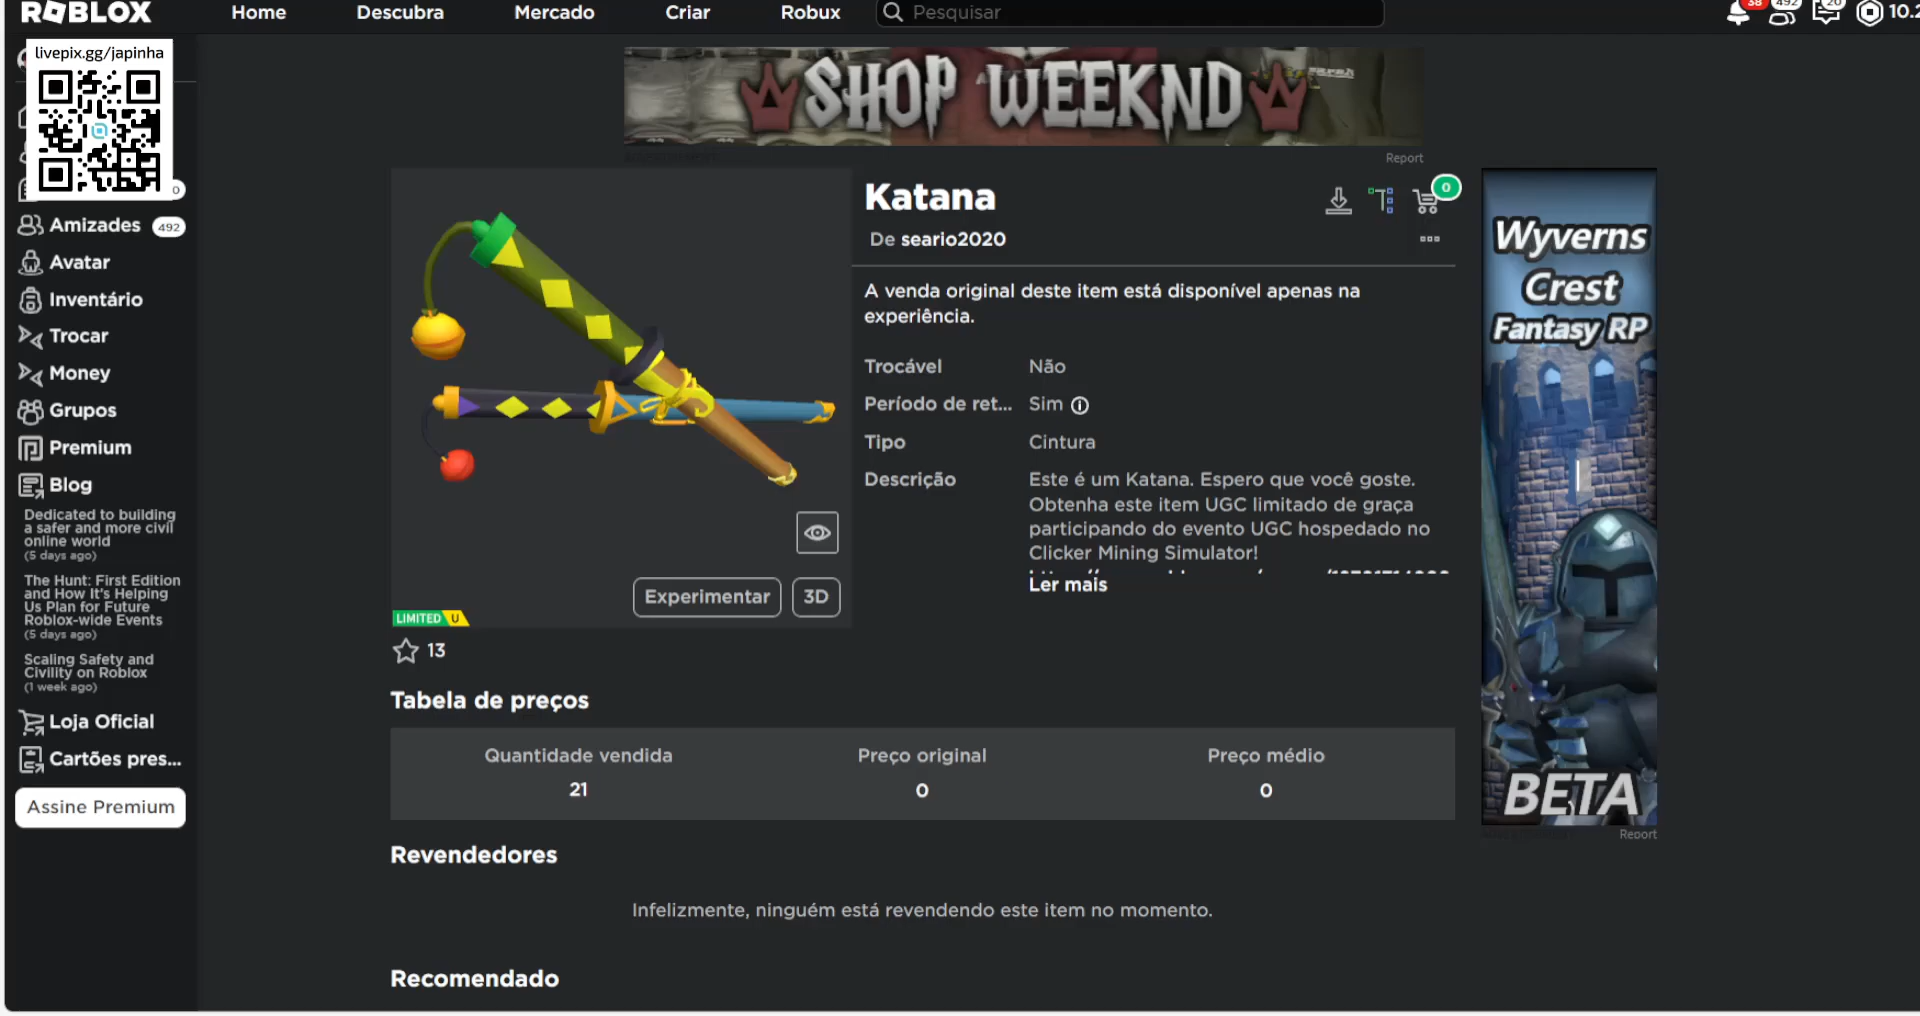 ROBLOX
Home
Descubra
Mercado
Criar
Robux
Pesquisar
38
492
20
livepix.gg/japinha
0
Amizades
492
Avatar
Inventário
Trocar
Money
Grupos
Premium
Blog
Dedicated to building
a safer and more civil
online world
(5 days ago)
The Hunt: First Edition
and How It's Helping
Us Plan for Future
Roblox-wide Events
(5 days ago)
Scaling Safety and
Civility on Roblox
(1 week ago)
Loja Oficial
Cartões pres...
Assine Premium
SHOP WEEKND
Report
Katana
0
De seario2020
A venda original deste item está disponível apenas na
experiência.
Trocável
Não
Período de ret...
Sim
Tipo
Cintura
Descrição
Este é um Katana. Espero que você goste.
Obtenha este item UGC limitado de graça
participando do evento UGC hospedado no
Clicker Mining Simulator!
Ler mais
Experimentar
3D
LIMITED U
13
Tabela de preços
Quantidade vendida
21
Preço original
0
Preço médio
0
Revendedores
Infelizmente, ninguém está revendendo este item no momento.
Recomendado
Wyverns
Crest
Fantasy RP
BETA
Report